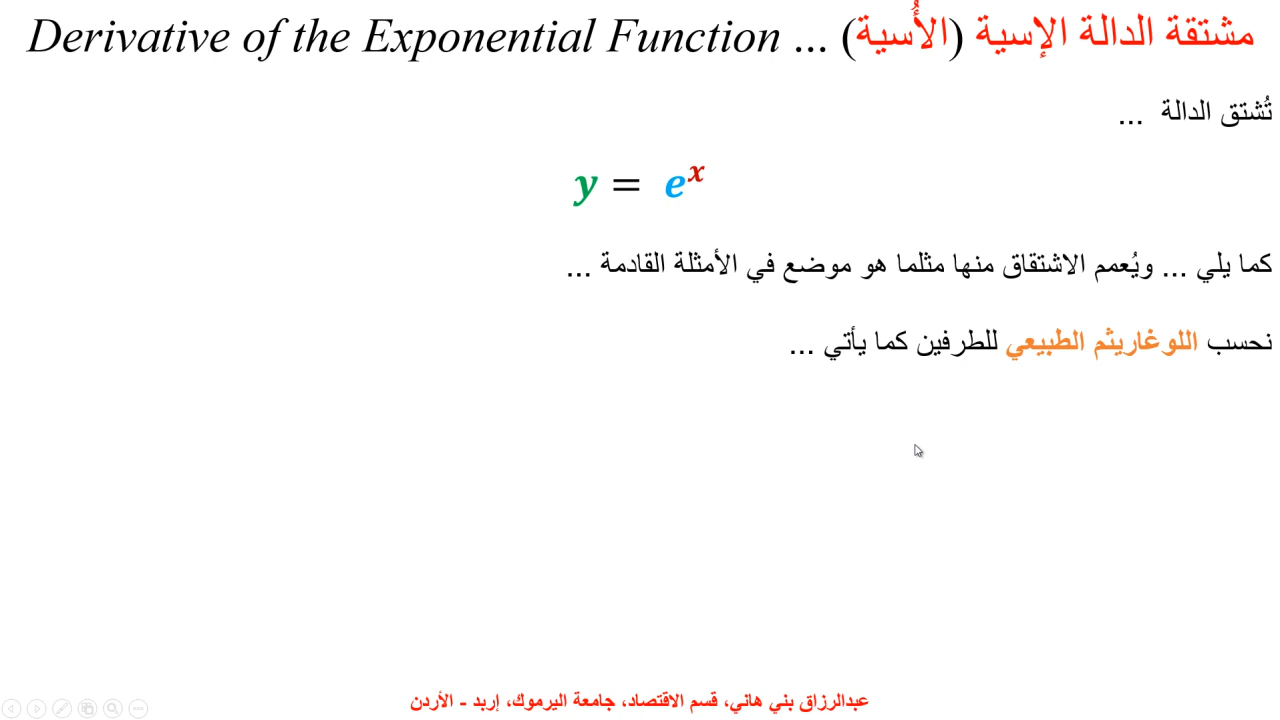 مشتقة الدالة الإسية (الأُسية) ... Derivative of the Exponential Function
تُشتق الدالة ...
y = e^x
كما يلي ... ويُعمم الاشتقاق منها مثلما هو موضع في الأمثلة القادمة ...
نحسب اللوغاريثم الطبيعي للطرفين كما يأتي ...
عبدالرزاق بني هاني، قسم الاقتصاد، جامعة اليرموك، إربد - الأردن